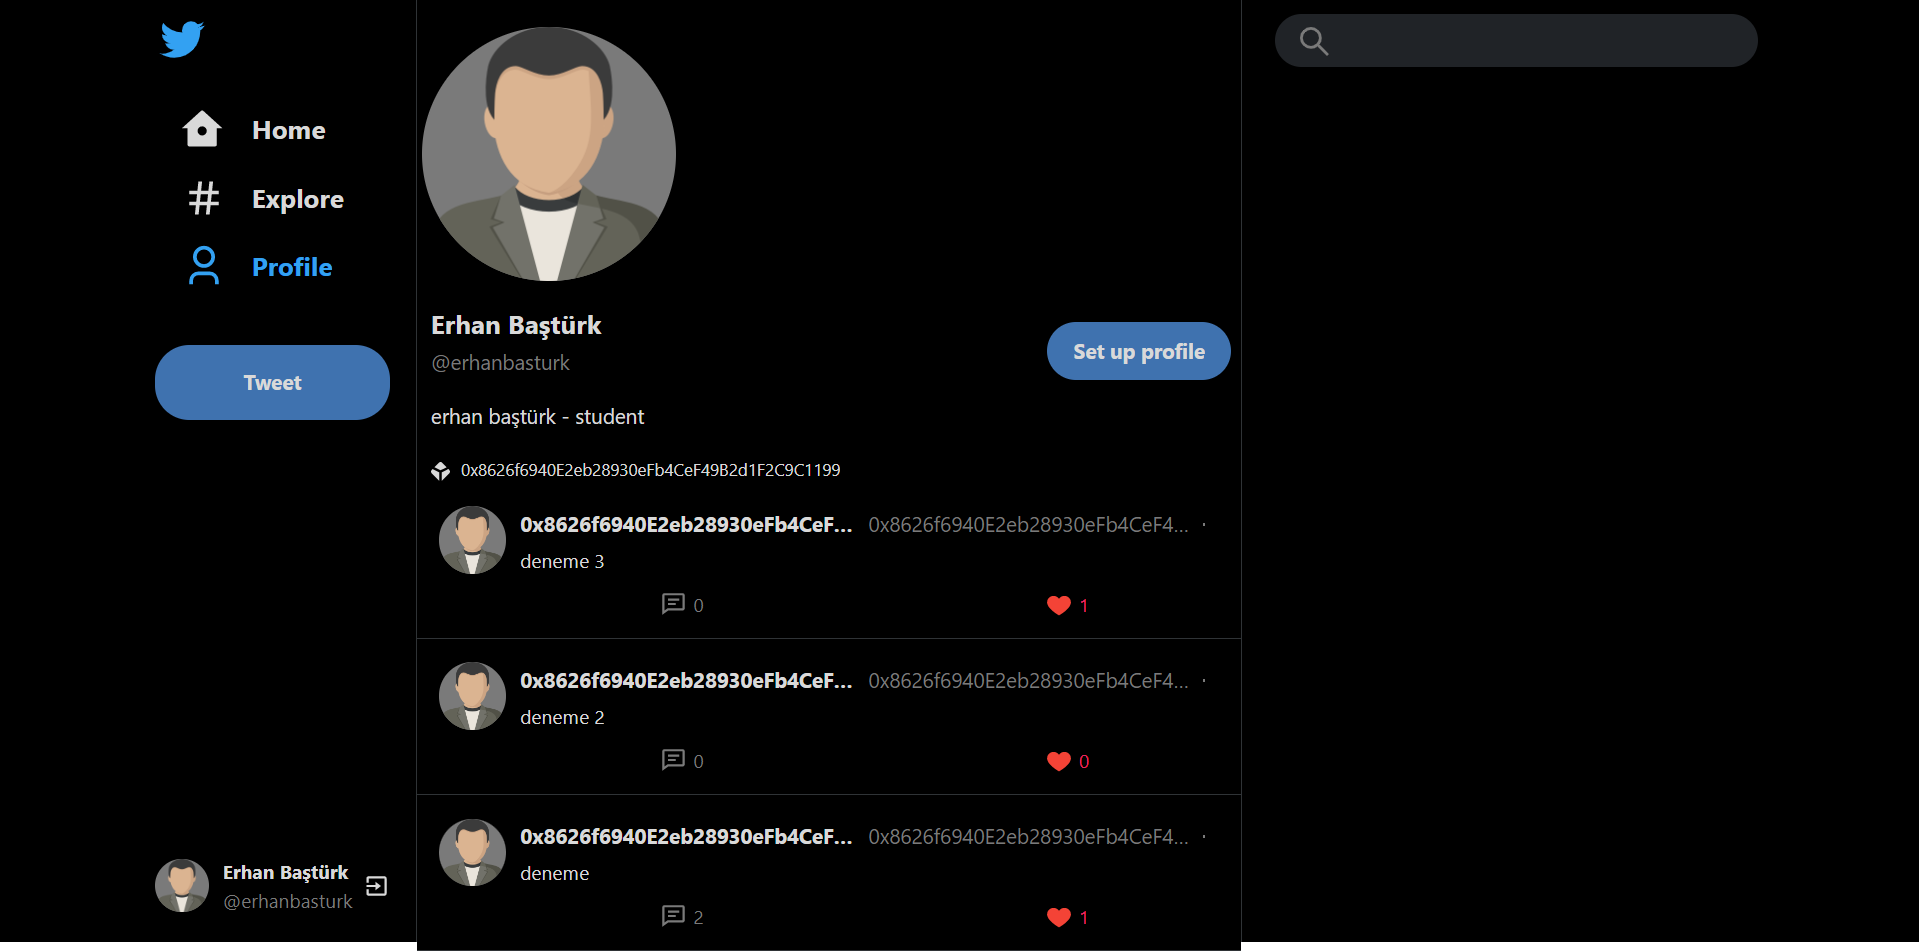 Home
Explore
Profile
Tweet
Erhan Baştürk
@erhanbasturk
Erhan Baştürk
@erhanbasturk
Set up profile
erhan baştürk - student
0x8626f6940E2eb28930eFb4CeF49B2d1F2C9C1199
0x8626f6940E2eb28930eFb4CeF... 0x8626f6940E2eb28930eFb4CeF4... ·
deneme 3
0 1
0x8626f6940E2eb28930eFb4CeF... 0x8626f6940E2eb28930eFb4CeF4... ·
deneme 2
0 0
0x8626f6940E2eb28930eFb4CeF... 0x8626f6940E2eb28930eFb4CeF4... ·
deneme
2 1